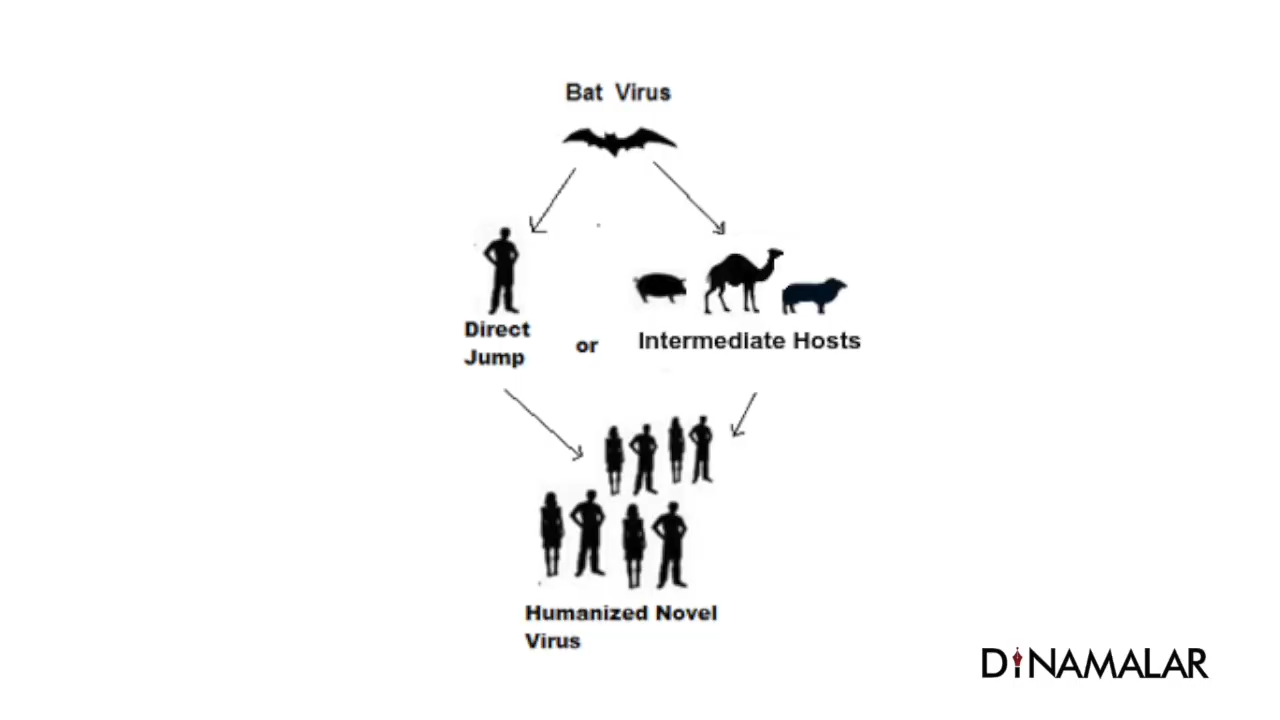 Bat Virus
Direct
Jump
or
Intermediate Hosts
Humanized Novel
Virus
DINAMALAR